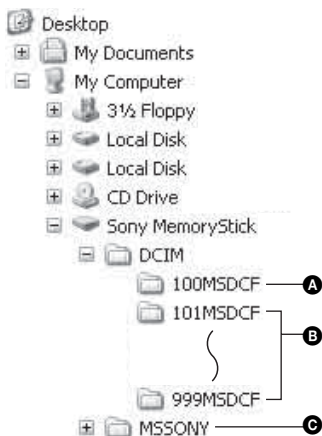 Desktop
My Documents
My Computer
3½ Floppy
Local Disk
Local Disk
CD Drive
Sony MemoryStick
DCIM
100MSDCF A
101MSDCF
B
999MSDCF
MSSONY C